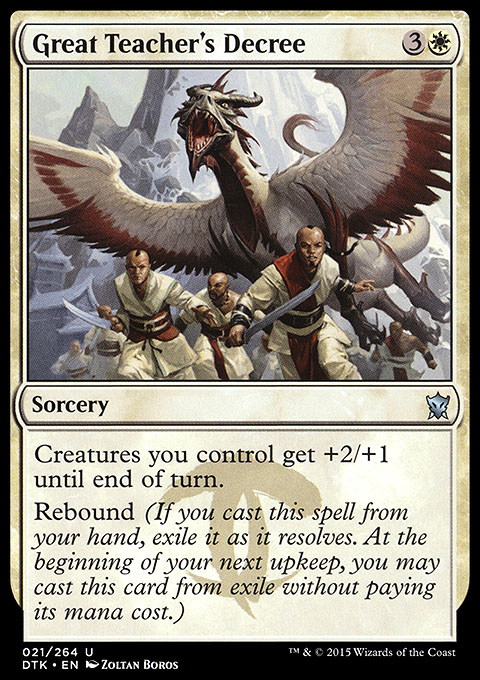 Great Teacher's Decree 3
Sorcery
Creatures you control get +2/+1
until end of turn.
Rebound (If you cast this spell from
your hand, exile it as it resolves. At the
beginning of your next upkeep, you may
cast this card from exile without paying
its mana cost.)
021/264 U
DTK • EN Zoltan Boros
™ & © 2015 Wizards of the Coast